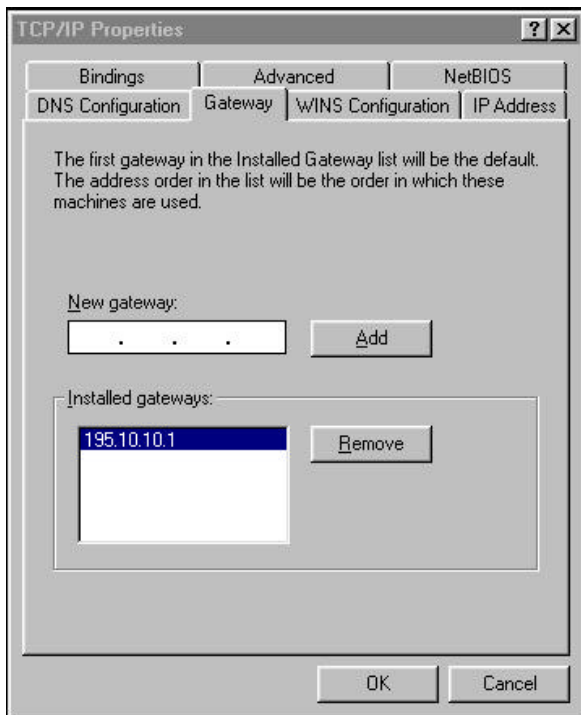 TCP/IP Properties
Bindings Advanced NetBIOS
DNS Configuration Gateway WINS Configuration IP Address
The first gateway in the Installed Gateway list will be the default.
The address order in the list will be the order in which these
machines are used.
New gateway:
. . . Add
Installed gateways:
195.10.10.1 Remove
OK Cancel